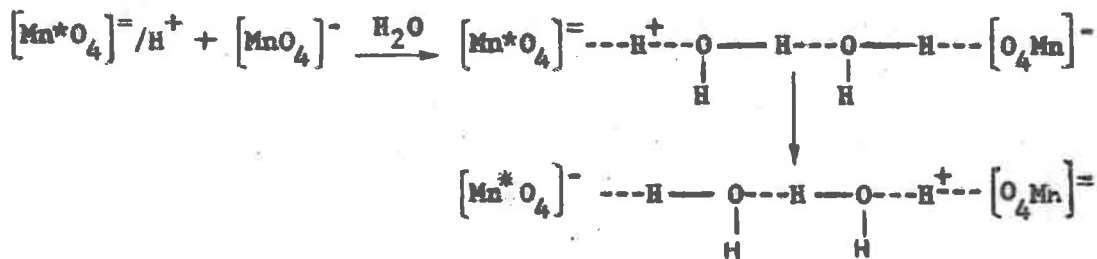 [Mn*O4]=/H+ + [MnO4]- H2O → [Mn*O4]=---H+---O—H---O—H---[O4Mn]-
H H
↓
[Mn*O4]- ---H—O---H—O---H+---[O4Mn]=
H H